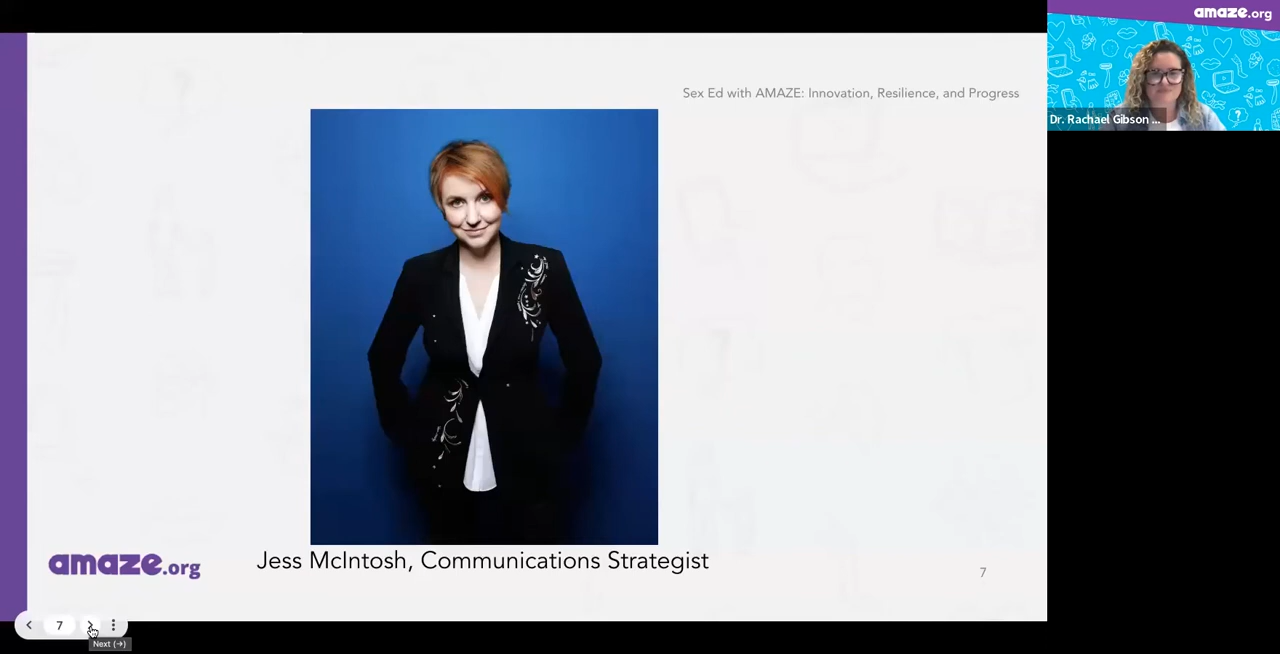 amaze.org
Sex Ed with AMAZE: Innovation, Resilience, and Progress
Dr. Rachael Gibson ...
Jess McIntosh, Communications Strategist
amaze.org
7
7
Next (→)